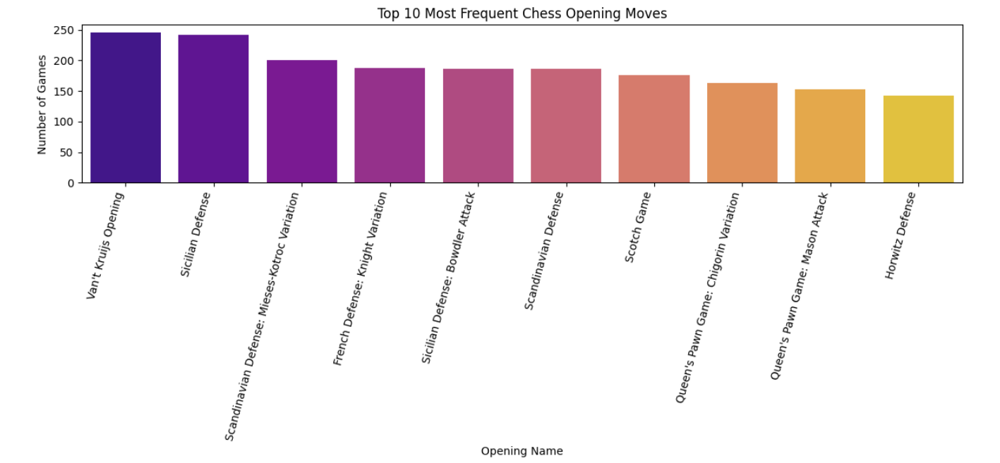 Top 10 Most Frequent Chess Opening Moves
Number of Games
250
200
150
100
50
0
Van't Kruijs Opening
Sicilian Defense
Scandinavian Defense: Mieses-Kotroc Variation
French Defense: Knight Variation
Sicilian Defense: Bowdler Attack
Scandinavian Defense
Scotch Game
Queen's Pawn Game: Chigorin Variation
Queen's Pawn Game: Mason Attack
Horwitz Defense
Opening Name